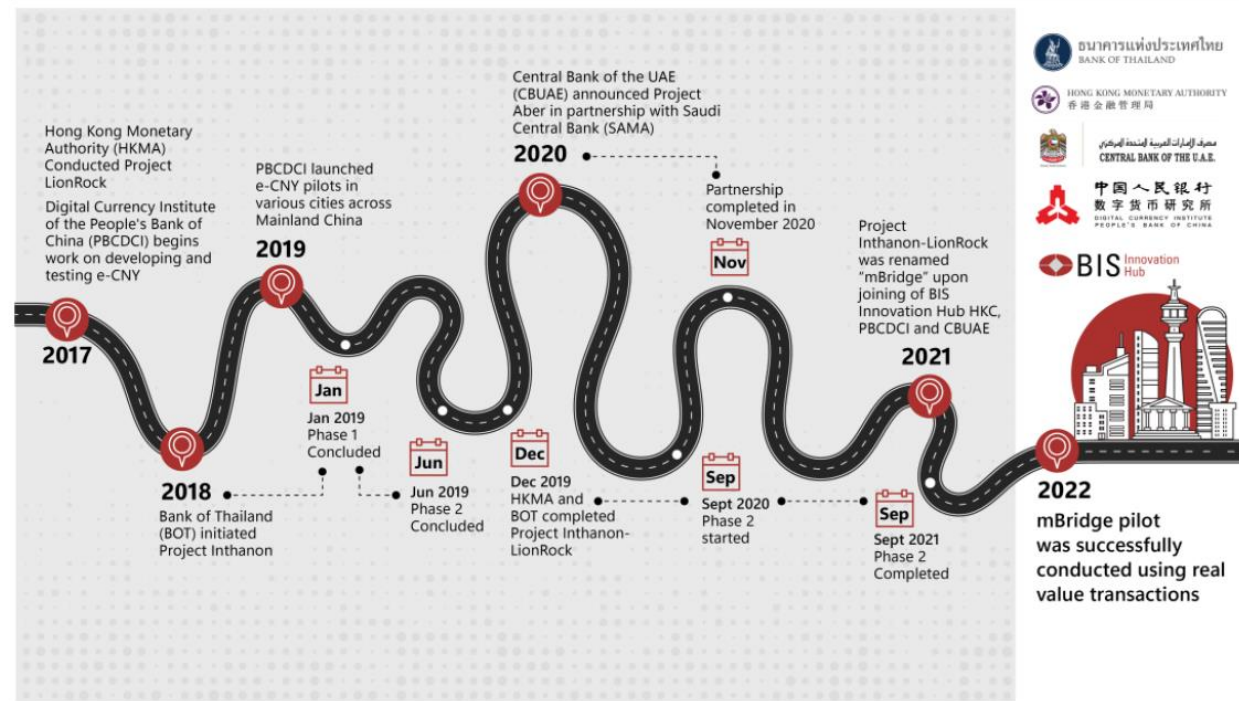 Hong Kong Monetary
Authority (HKMA)
Conducted Project
LionRock
Digital Currency Institute
of the People's Bank of
China (PBCDCI) begins
work on developing and
testing e-CNY
2017
2018
Bank of Thailand
(BOT) initiated
Project Inthanon
PBCDCI launched
e-CNY pilots in
various cities across
Mainland China
2019
Jan
Jan 2019
Phase 1
Concluded
Jun
Jun 2019
Phase 2
Concluded
Dec
Dec 2019
HKMA and
BOT completed
Project Inthanon-
LionRock
Central Bank of the UAE
(CBUAE) announced Project
Aber in partnership with Saudi
Central Bank (SAMA)
2020
Partnership
completed in
November 2020
Nov
Sep
Sept 2020
Phase 2
started
Project
Inthanon-LionRock
was renamed
“mBridge” upon
joining of BIS
Innovation Hub HKC,
PBCDCI and CBUAE
2021
Sep
Sept 2021
Phase 2
Completed
ธนาคารแห่งประเทศไทย
BANK OF THAILAND
HONG KONG MONETARY AUTHORITY
香港金融管理局
مصرف الإمارات العربية المتحدة المركزي
CENTRAL BANK OF THE U.A.E.
中国人民银行
数字货币研究所
DIGITAL CURRENCY INSTITUTE
PEOPLE'S BANK OF CHINA
BIS Innovation
Hub
2022
mBridge pilot
was successfully
conducted using real
value transactions